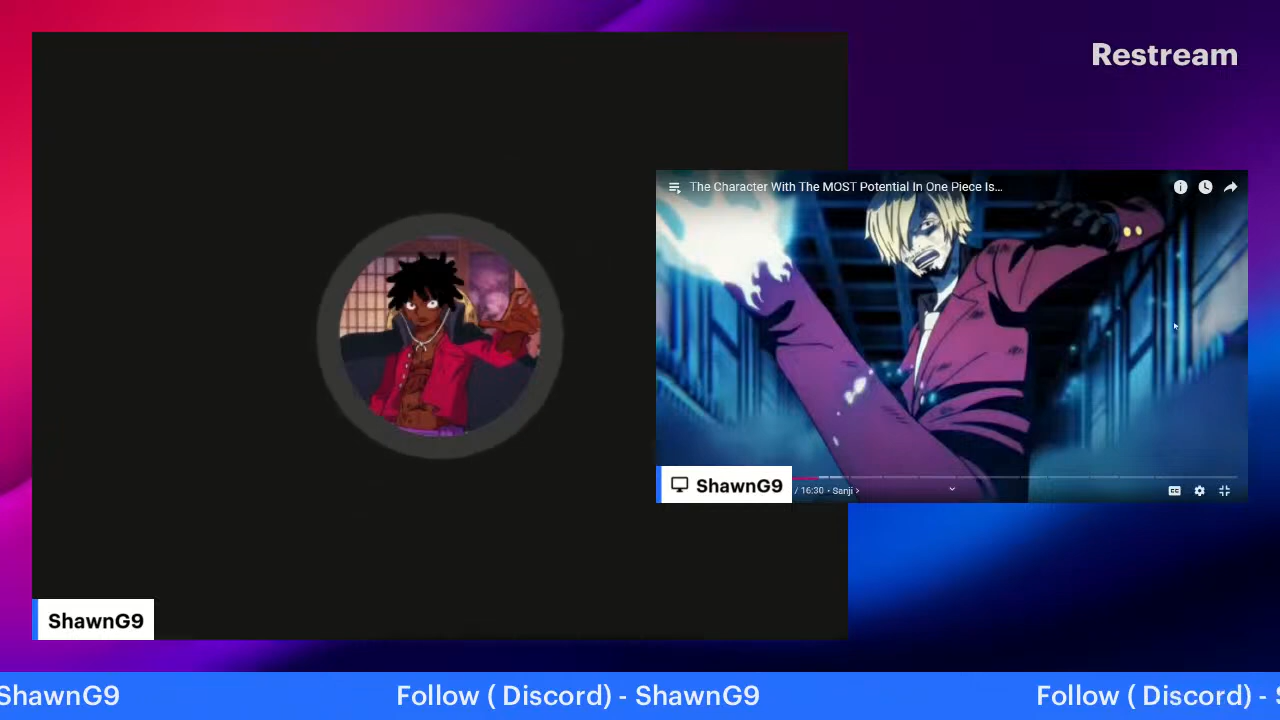 Restream
The Character With The MOST Potential In One Piece Is...
ShawnG9
/ 16:30 • Sanji >
CC
ShawnG9
ShawnG9 Follow ( Discord) - ShawnG9 Follow ( Discord) -